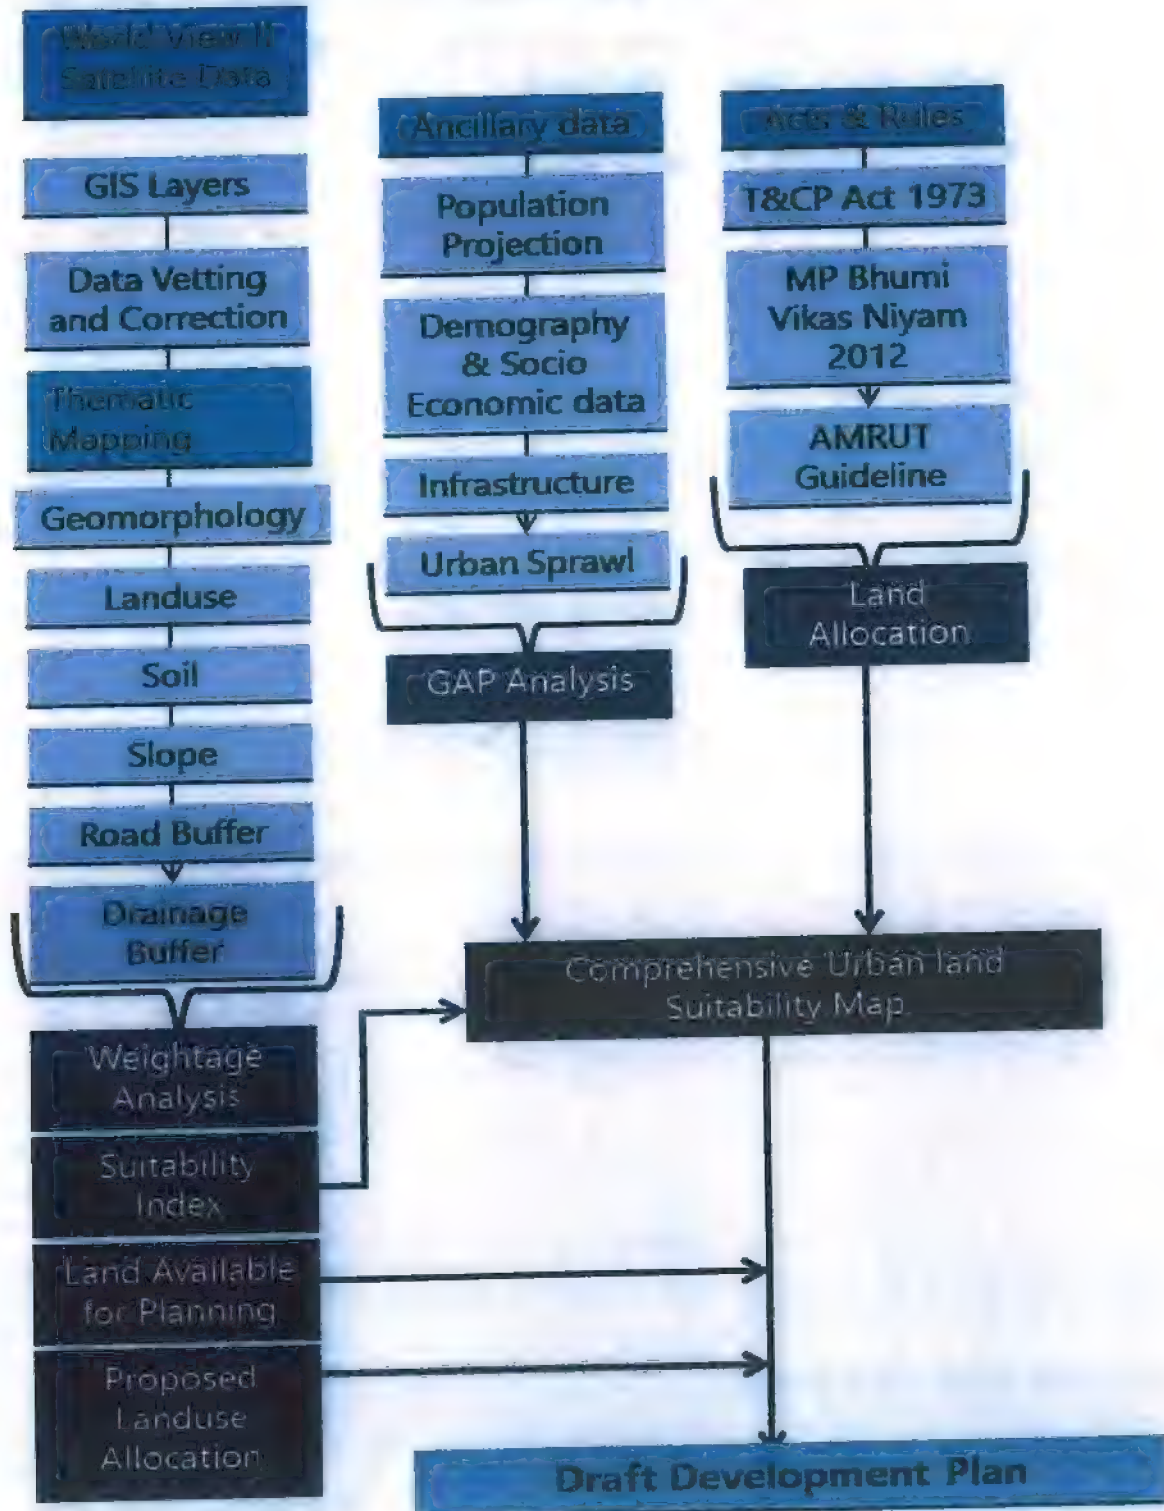 World View II
Satellite Data
GIS Layers
Data Vetting
and Correction
Thematic
Mapping
Geomorphology
Landuse
Soil
Slope
Road Buffer
Drainage
Buffer
Weightage
Analysis
Suitability
Index
Land Available
for Planning
Proposed
Landuse
Allocation
Ancillary data
Population
Projection
Demography
& Socio
Economic data
Infrastructure
Urban Sprawl
GAP Analysis
Acts & Rules
T&CP Act 1973
MP Bhumi
Vikas Niyam
2012
AMRUT
Guideline
Land
Allocation
Comprehensive Urban land
Suitability Map
Draft Development Plan